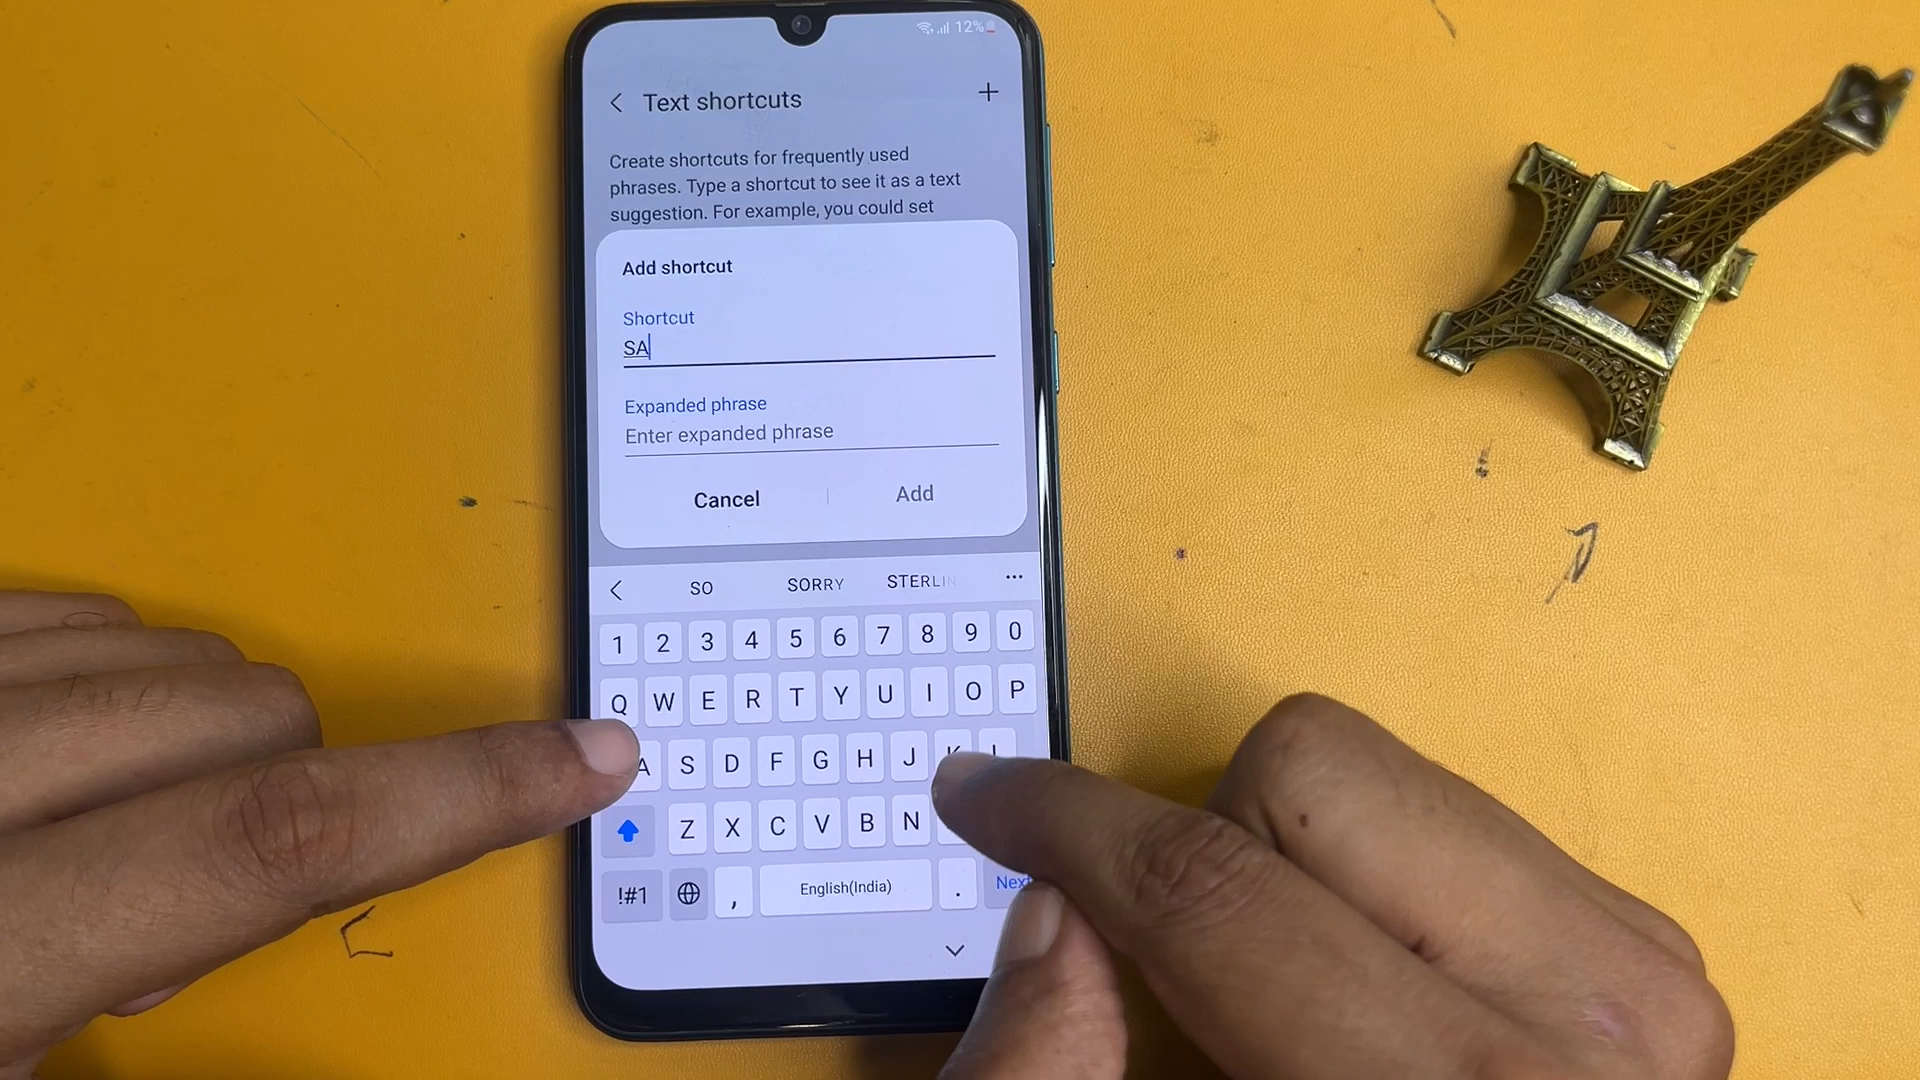 12%
Text shortcuts
Create shortcuts for frequently used
phrases. Type a shortcut to see it as a text
suggestion. For example, you could set
Add shortcut
Shortcut
SA
Expanded phrase
Enter expanded phrase
Cancel Add
SO SORRY STERLIN
1 2 3 4 5 6 7 8 9 0
Q W E R T Y U I O P
A S D F G H J K L
Z X C V B N
!#1 , English(India) . Next